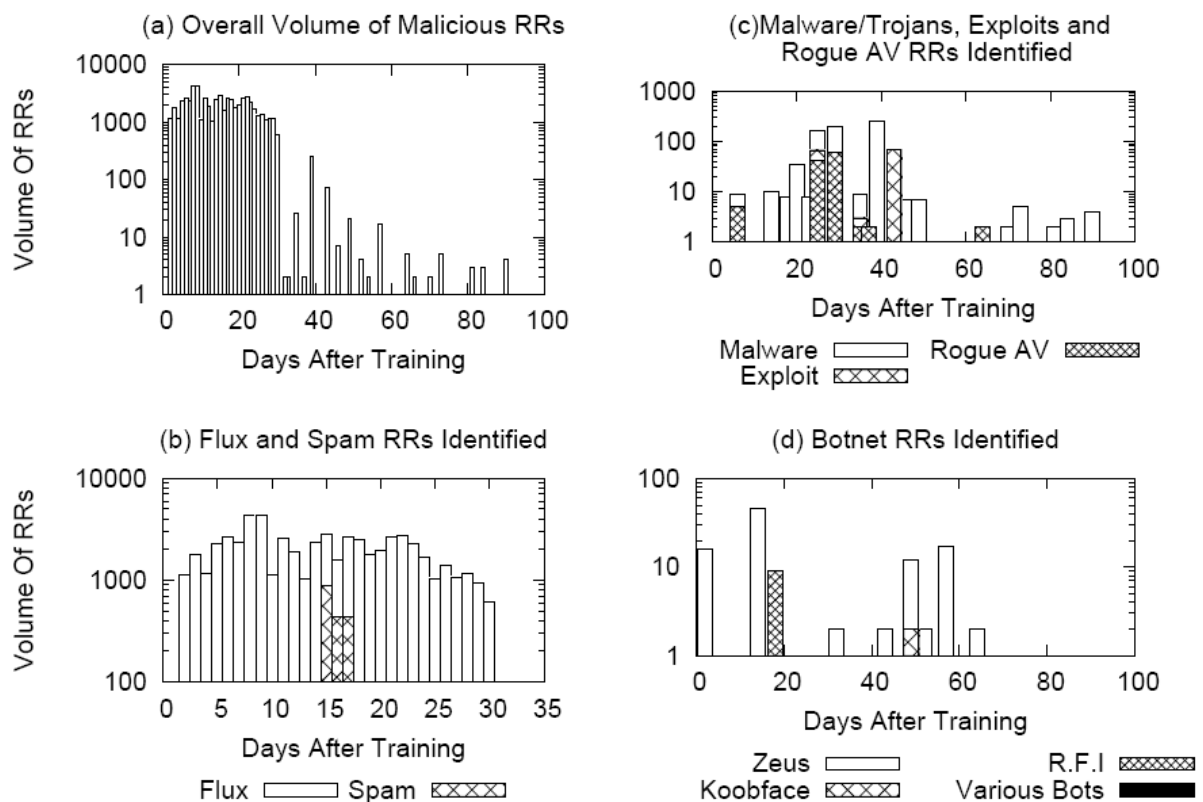 (a) Overall Volume of Malicious RRs
Volume Of RRs
10000
1000
100
10
1
0 20 40 60 80 100
Days After Training
(c)Malware/Trojans, Exploits and
Rogue AV RRs Identified
1000
100
10
1
0 20 40 60 80 100
Days After Training
Malware Rogue AV
Exploit
(b) Flux and Spam RRs Identified
Volume Of RRs
10000
1000
100
0 5 10 15 20 25 30 35
Days After Training
Flux Spam
(d) Botnet RRs Identified
100
10
1
0 20 40 60 80 100
Days After Training
Zeus R.F.I
Koobface Various Bots